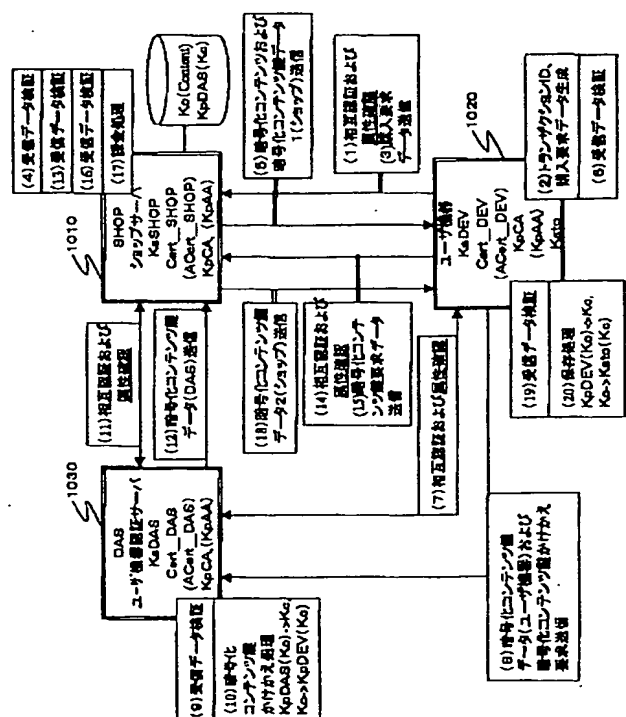 (4)受信データ検証
(13)受信データ検証
(16)受信データ検証
(17)課金処理
Kc(Content)
KpDAS(Kc)
1010
SHOP
ショップサーバ
KsSHOP
Cert_SHOP
(ACert_SHOP)
KpCA,(KpAA)
(5)暗号化コンテンツおよび
暗号化コンテンツ鍵データ
1(ショップ)送信
(1)相互認証および
属性確認
(3)購入要求
データ送信
1020
ユーザ機器
KsDEV
Cert_DEV
(ACert_DEV)
KpCA
(KpAA)
Ksto
(2)トランザクションID、
購入要求データ生成
(6)受信データ検証
(11)相互認証および
属性確認
(12)暗号化コンテンツ鍵
データ(DAS)送信
(18)暗号化コンテンツ鍵
データ2(ショップ)送信
(14)相互認証および
属性確認
(15)暗号化コンテ
ンツ鍵要求データ
送信
(19)受信データ検証
(20)保存処理
KpDEV(Kc)->Kc,
Kc->Ksto(Kc)
1030
DAS
ユーザ機器認証サーバ
KsDAS
Cert_DAS
(ACert_DAS)
KpCA,(KpAA)
(7)相互認証および属性確認
(9)受信データ検証
(10)暗号化
コンテンツ鍵
かけかえ処理
KpDAS(Kc)->Kc,
Kc->KpDEV(Kc)
(8)暗号化コンテンツ鍵
データ(ユーザ機器)および
暗号化コンテンツ鍵かけかえ
要求送信